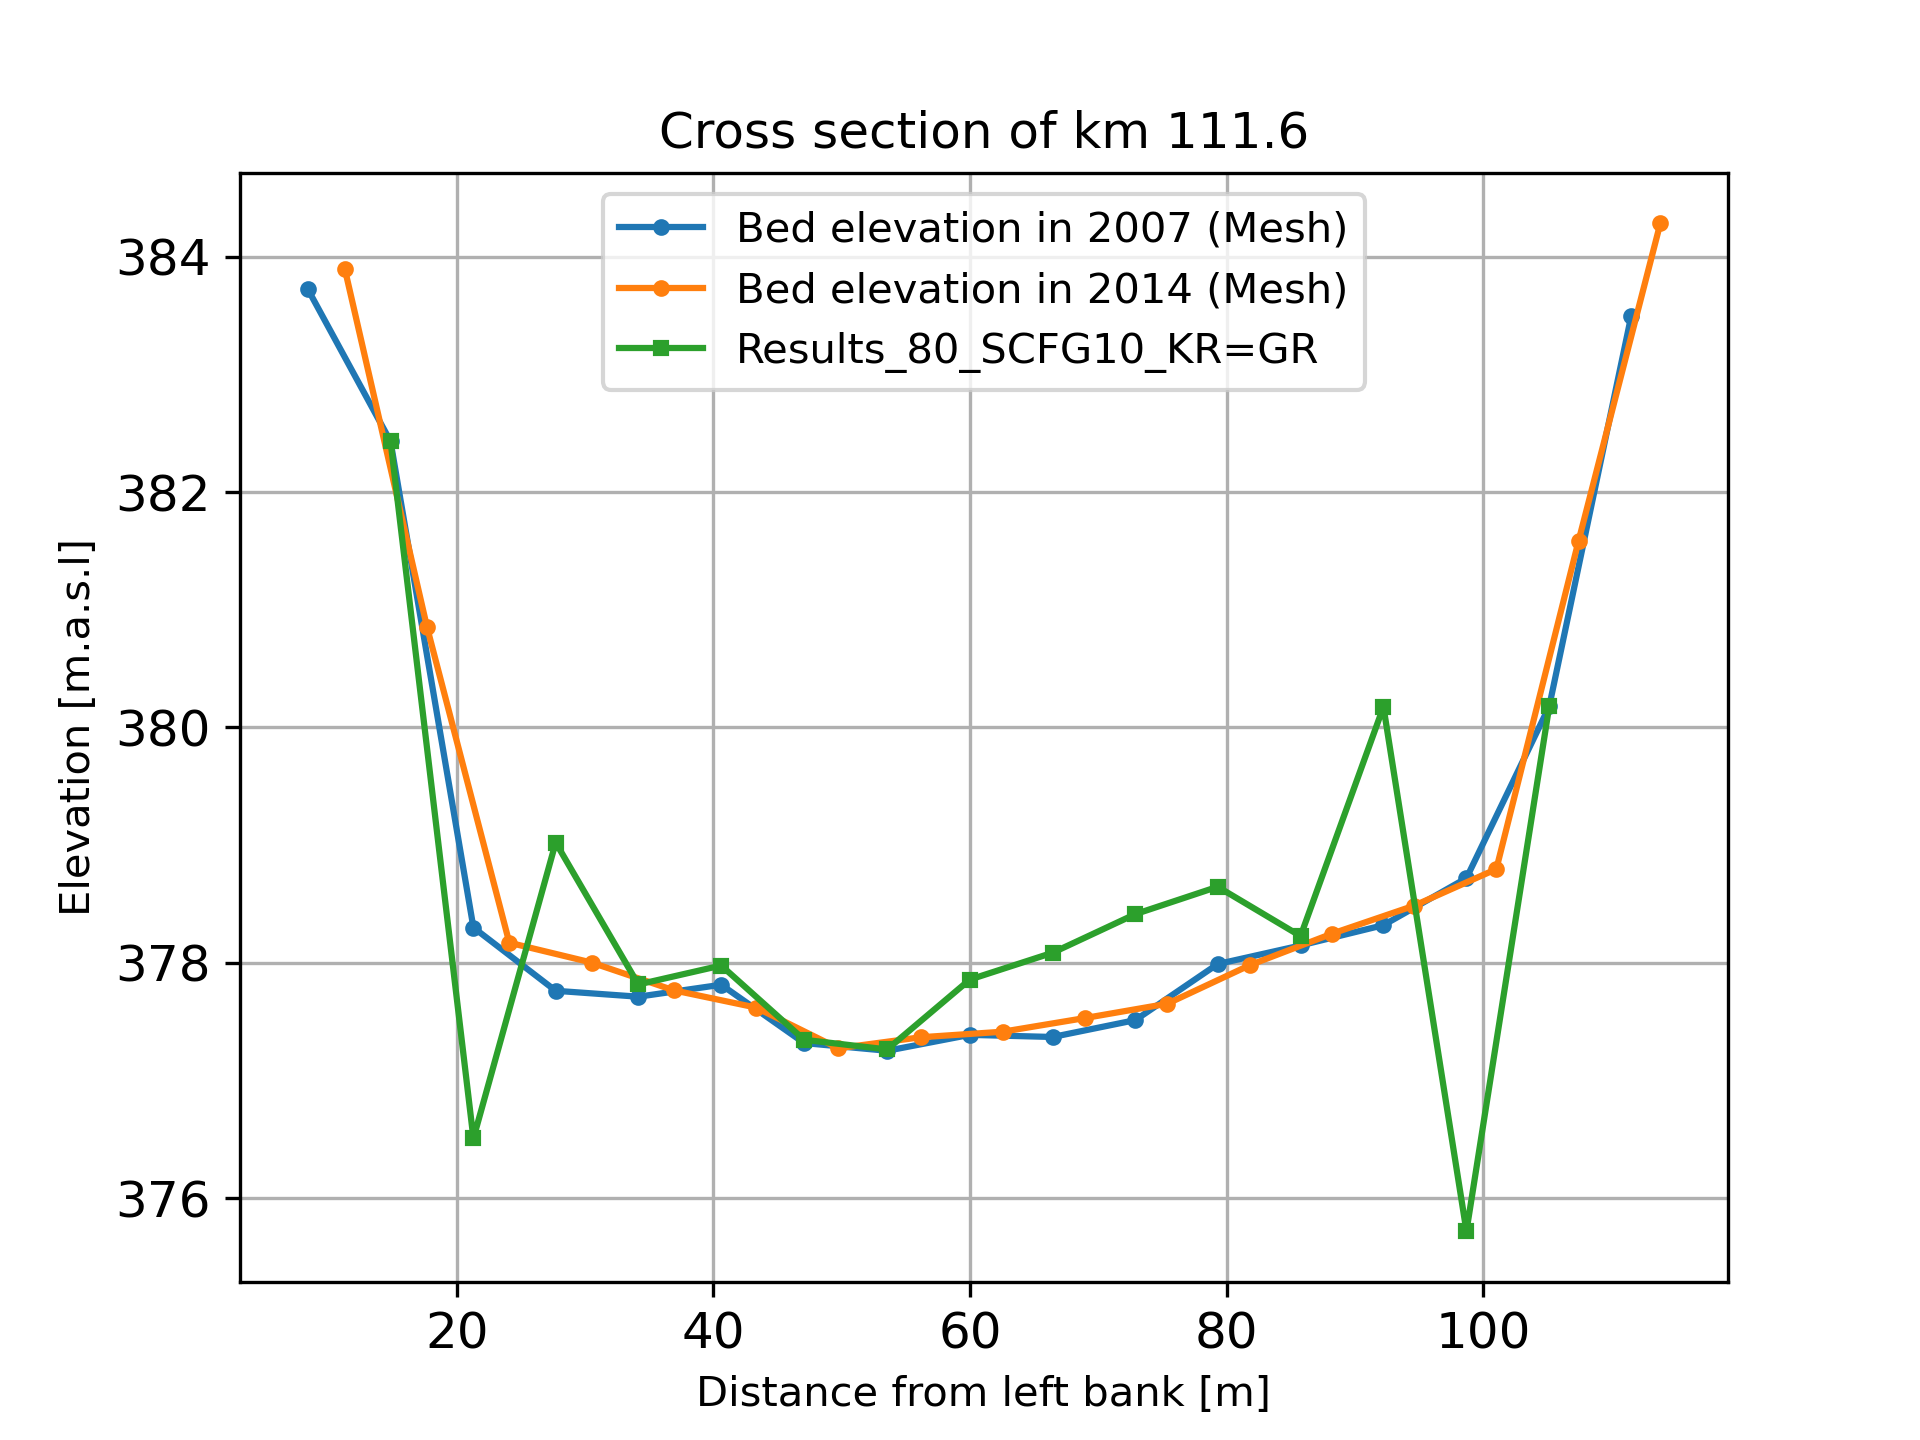 Cross section of km 111.6
Bed elevation in 2007 (Mesh)
Bed elevation in 2014 (Mesh)
Results_80_SCFG10_KR=GR
Elevation [m.a.s.l]
384
382
380
378
376
20 40 60 80 100
Distance from left bank [m]